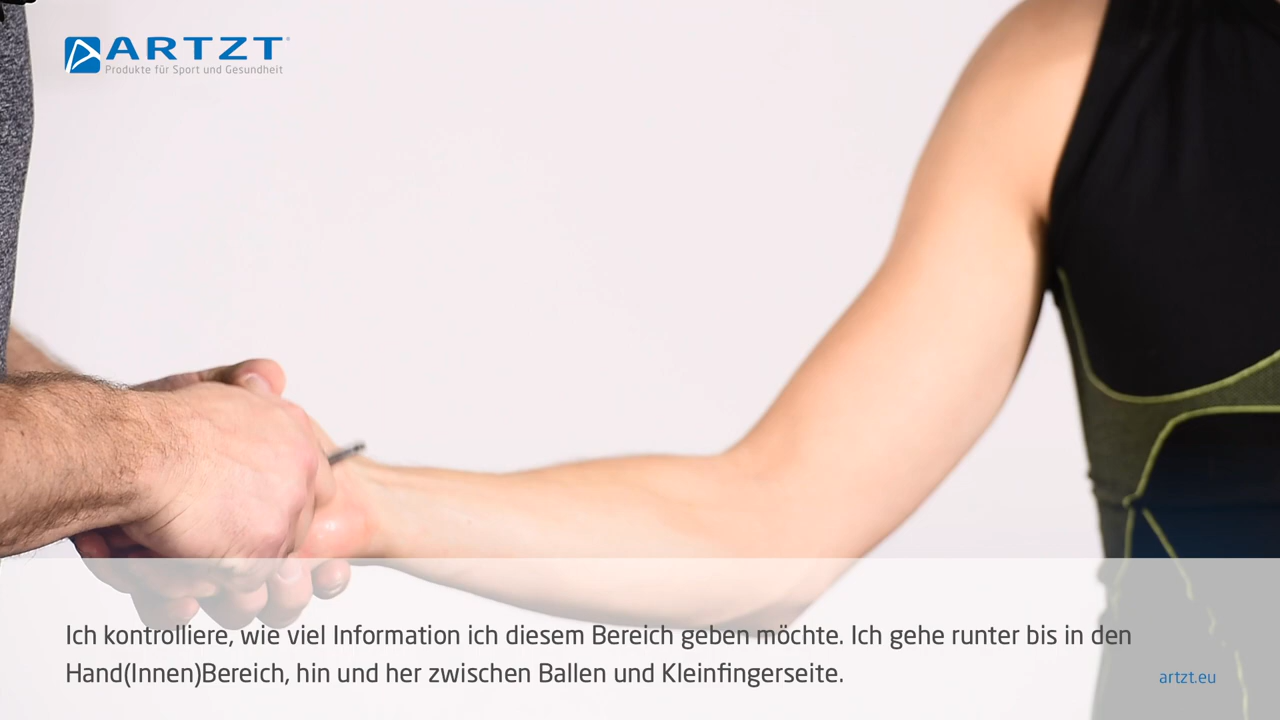 ARTZT®
Produkte für Sport und Gesundheit
Ich kontrolliere, wie viel Information ich diesem Bereich geben möchte. Ich gehe runter bis in den
Hand(Innen)Bereich, hin und her zwischen Ballen und Kleinfingerseite.
artzt.eu